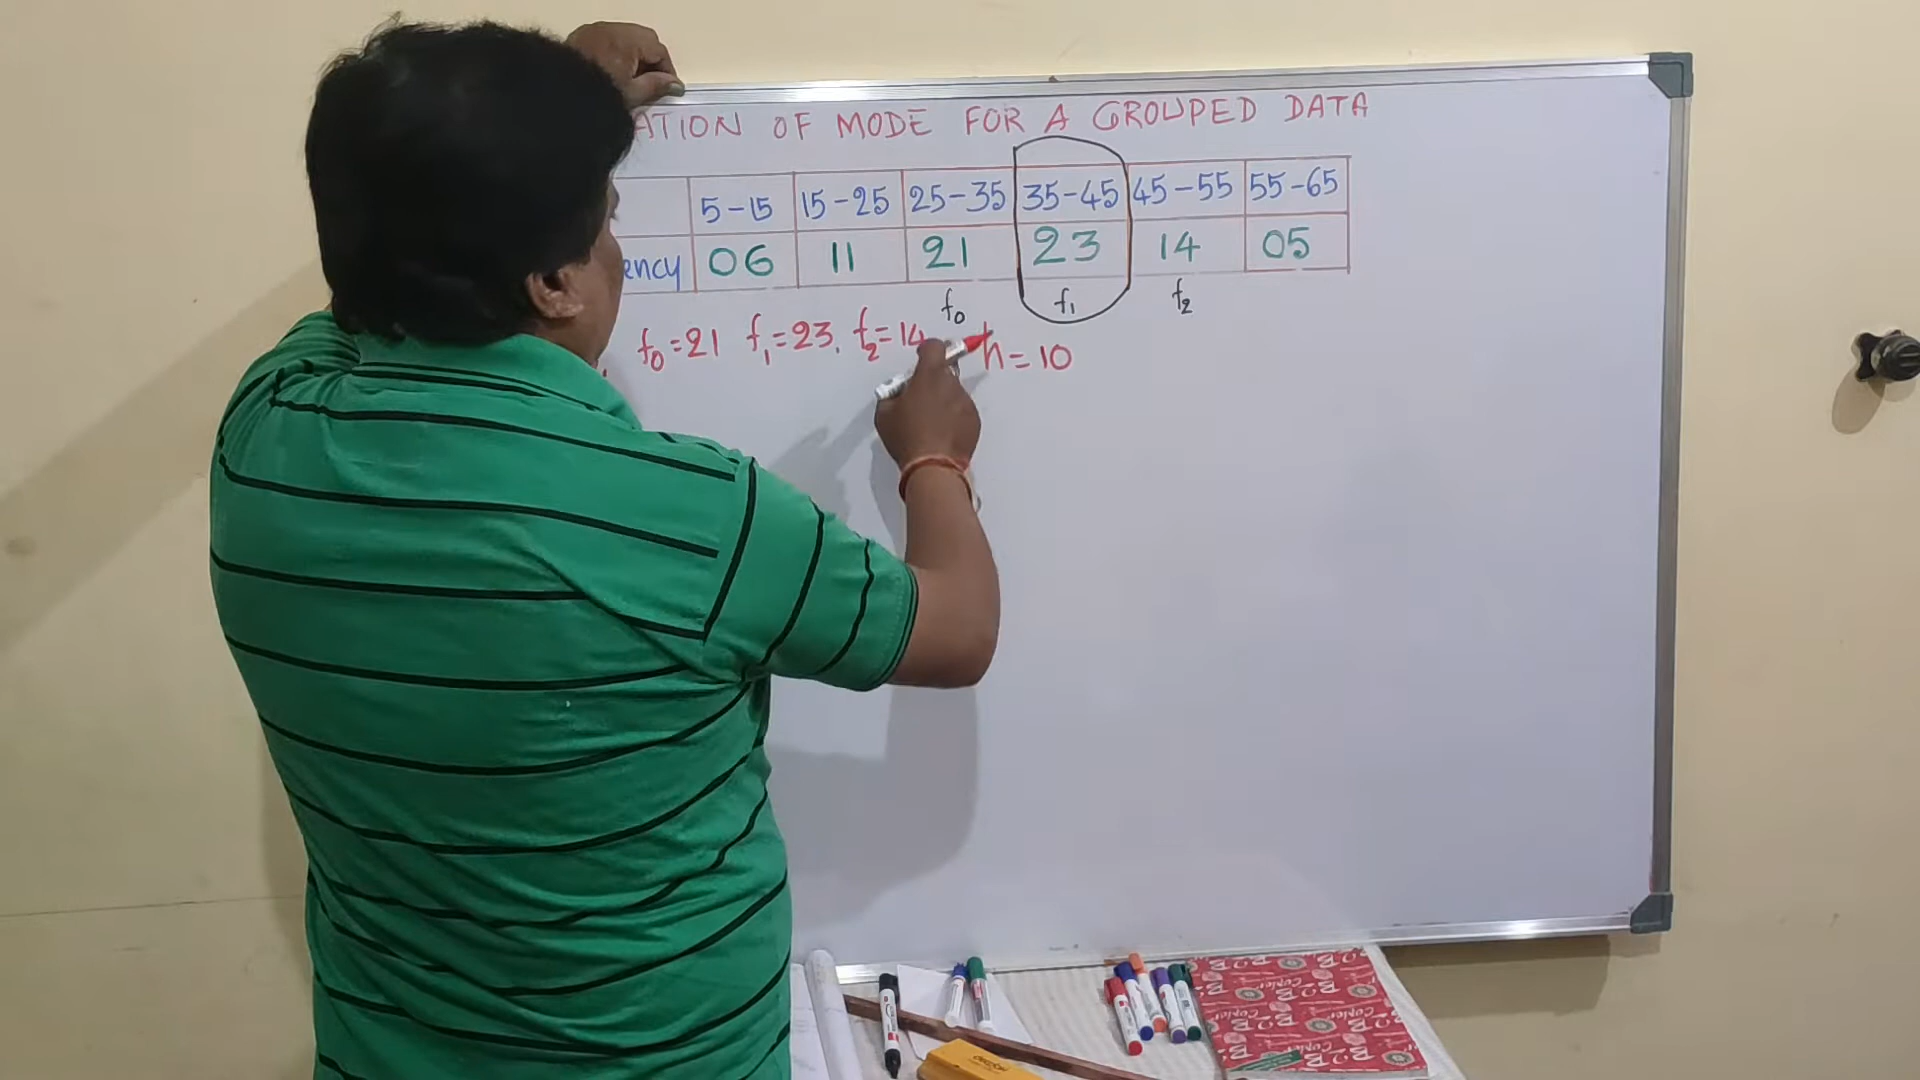 ATION OF MODE FOR A GROUPED DATA
5-15 15-25 25-35 35-45 45-55 55-65
ency 06 11 21 23 14 05
f0 f1 f2
f0=21 f1=23, f2=14 h=10